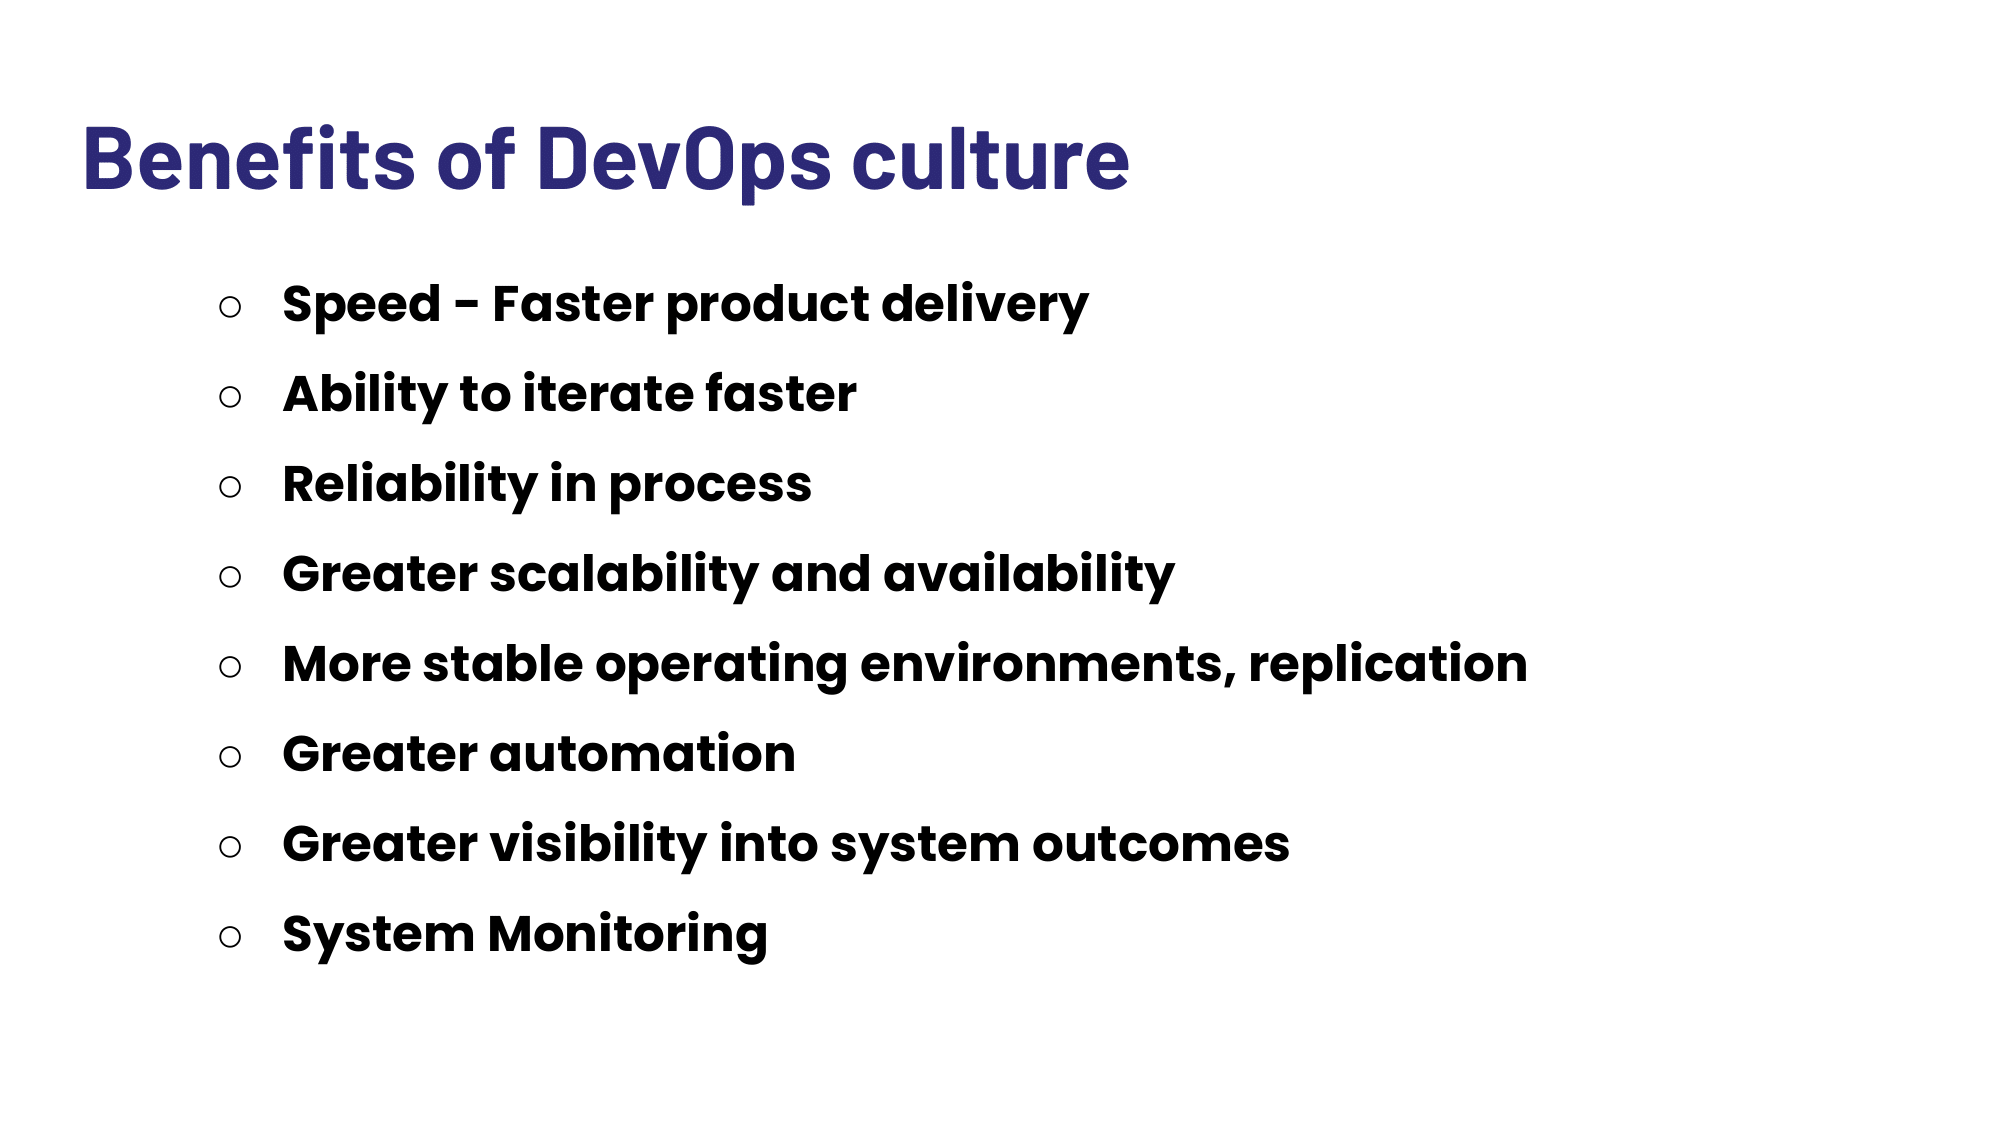 Benefits of DevOps culture
○ Speed - Faster product delivery
○ Ability to iterate faster
○ Reliability in process
○ Greater scalability and availability
○ More stable operating environments, replication
○ Greater automation
○ Greater visibility into system outcomes
○ System Monitoring